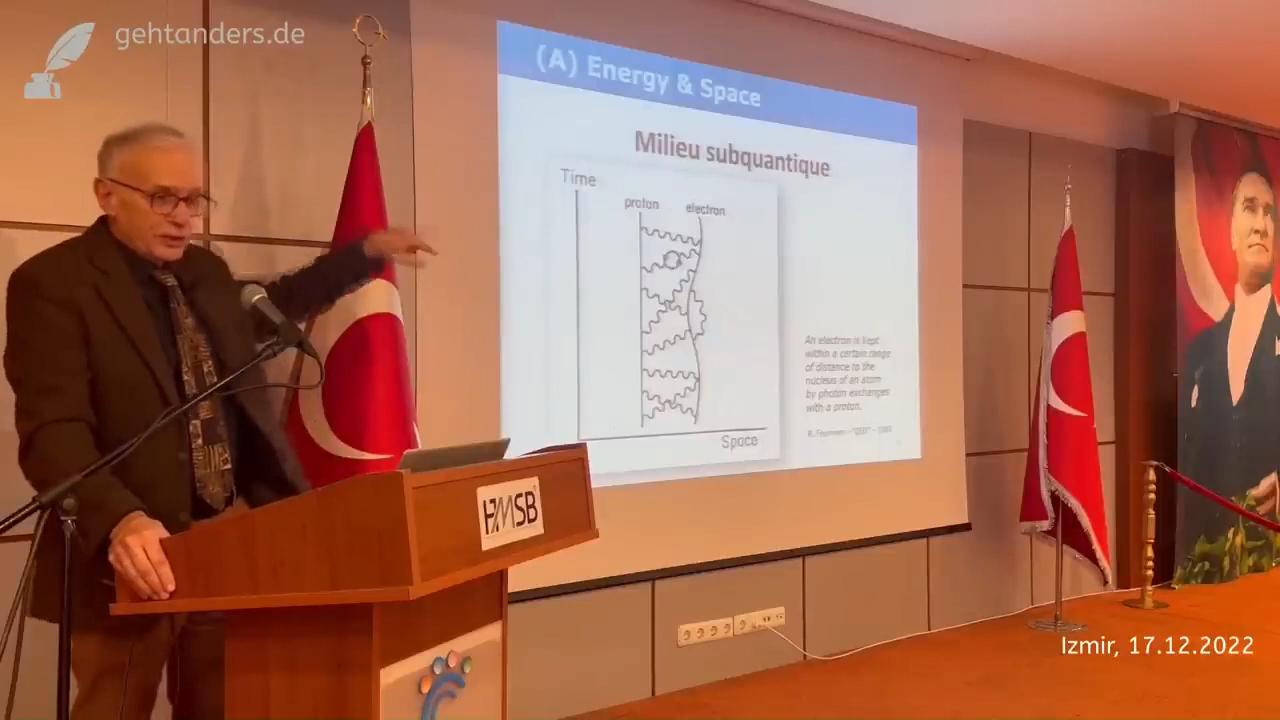 gehtanders.de
(A) Energy & Space
Milieu subquantique
Time
proton electron
An electron is kept
within a certain range
of distance to the
nucleus of an atom
by photon exchanges
with a proton.
Space
HMSB
Izmir, 17.12.2022